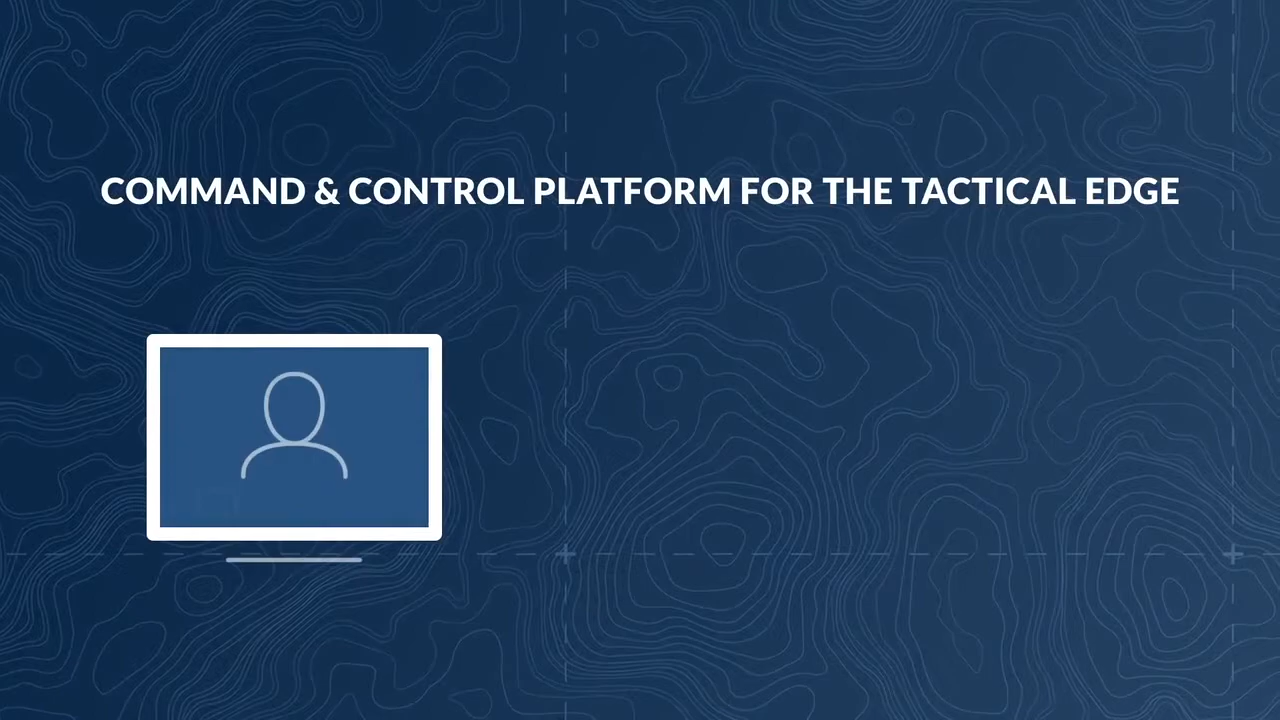 COMMAND & CONTROL PLATFORM FOR THE TACTICAL EDGE